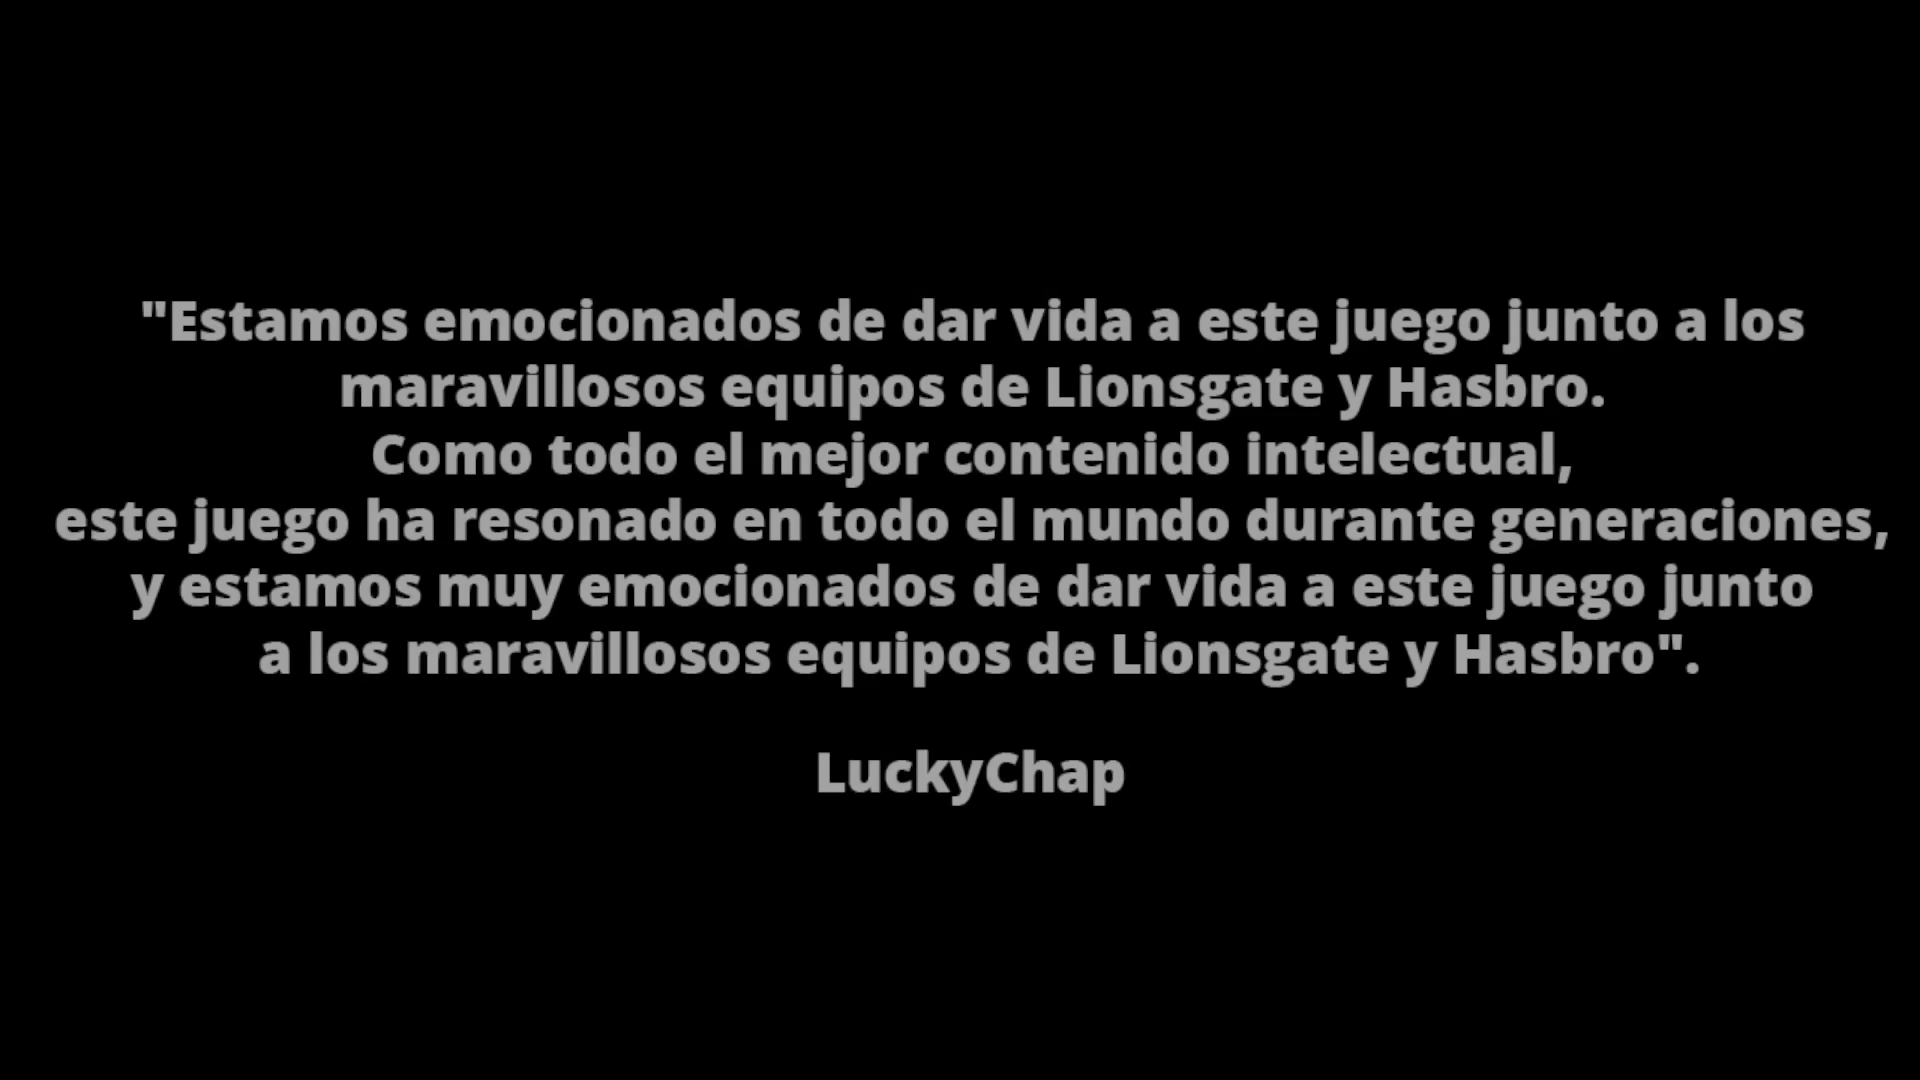 "Estamos emocionados de dar vida a este juego junto a los
maravillosos equipos de Lionsgate y Hasbro.
Como todo el mejor contenido intelectual,
este juego ha resonado en todo el mundo durante generaciones,
y estamos muy emocionados de dar vida a este juego junto
a los maravillosos equipos de Lionsgate y Hasbro".
LuckyChap